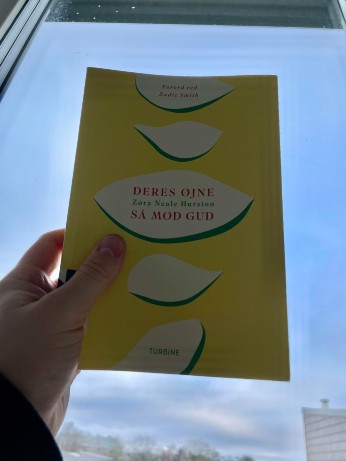 Forord ved
Zadie Smith
DERES ØJNE
Zora Neale Hurston
SÅ MOD GUD
TURBINE